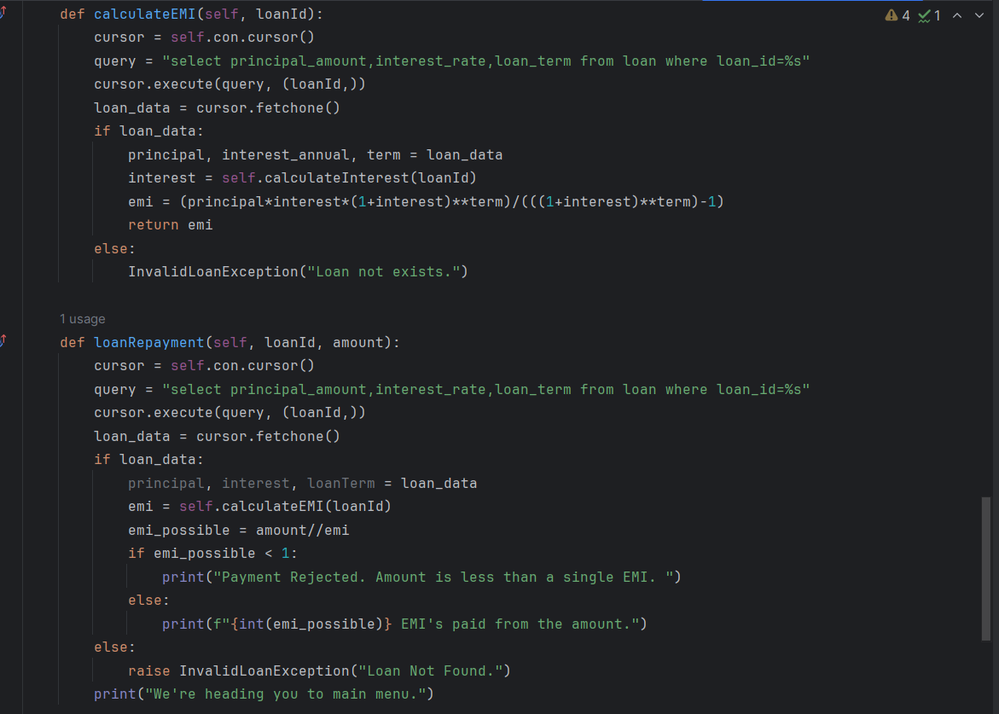 def calculateEMI(self, loanId):
4 1
    cursor = self.con.cursor()
    query = "select principal_amount,interest_rate,loan_term from loan where loan_id=%s"
    cursor.execute(query, (loanId,))
    loan_data = cursor.fetchone()
    if loan_data:
        principal, interest_annual, term = loan_data
        interest = self.calculateInterest(loanId)
        emi = (principal*interest*(1+interest)**term)/(((1+interest)**term)-1)
        return emi
    else:
        InvalidLoanException("Loan not exists.")
1 usage
def loanRepayment(self, loanId, amount):
    cursor = self.con.cursor()
    query = "select principal_amount,interest_rate,loan_term from loan where loan_id=%s"
    cursor.execute(query, (loanId,))
    loan_data = cursor.fetchone()
    if loan_data:
        principal, interest, loanTerm = loan_data
        emi = self.calculateEMI(loanId)
        emi_possible = amount//emi
        if emi_possible < 1:
            print("Payment Rejected. Amount is less than a single EMI. ")
        else:
            print(f"{int(emi_possible)} EMI's paid from the amount.")
    else:
        raise InvalidLoanException("Loan Not Found.")
    print("We're heading you to main menu.")